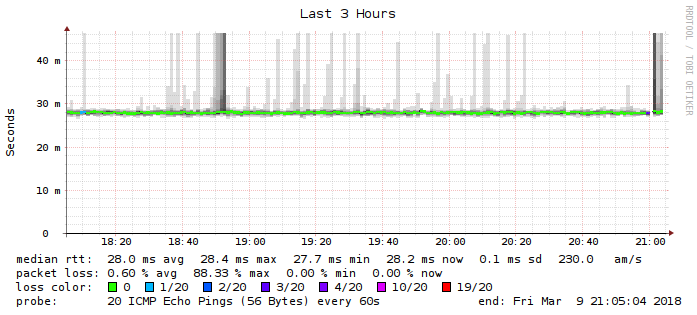 Last 3 Hours
RRDTOOL / TOBI OETIKER
Seconds
40 m
30 m
20 m
10 m
0
18:20 18:40 19:00 19:20 19:40 20:00 20:20 20:40 21:00
median rtt: 28.0 ms avg 28.4 ms max 27.7 ms min 28.2 ms now 0.1 ms sd 230.0 am/s
packet loss: 0.60 % avg 88.33 % max 0.00 % min 0.00 % now
loss color: 0 1/20 2/20 3/20 4/20 10/20 19/20
probe: 20 ICMP Echo Pings (56 Bytes) every 60s end: Fri Mar 9 21:05:04 2018